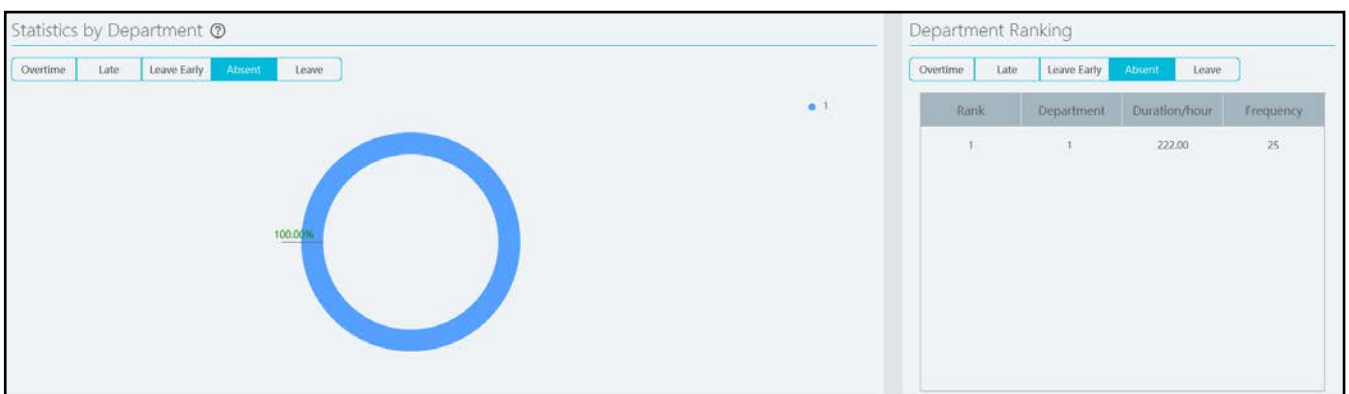 Statistics by Department ?
Overtime Late Leave Early Absent Leave
1
100.00%
Department Ranking
Overtime Late Leave Early Absent Leave
Rank Department Duration/hour Frequency
1 1 222.00 25